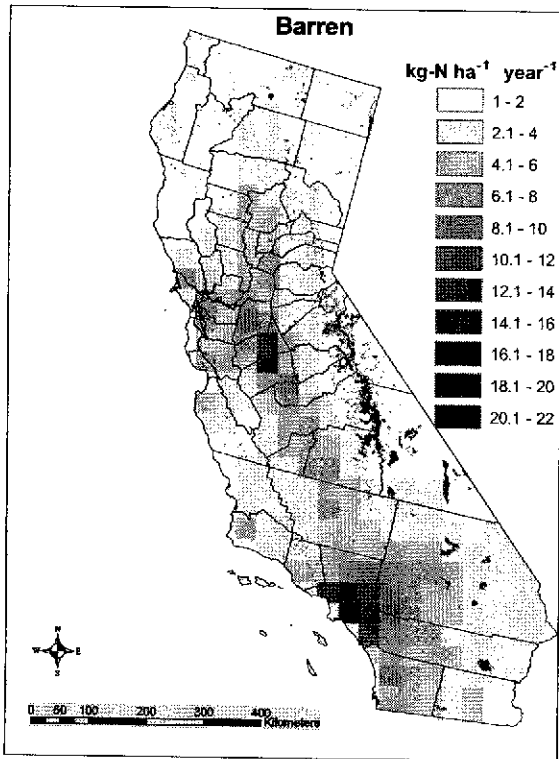 Barren
kg-N ha⁻¹ year⁻¹
1 - 2
2.1 - 4
4.1 - 6
6.1 - 8
8.1 - 10
10.1 - 12
12.1 - 14
14.1 - 16
16.1 - 18
18.1 - 20
20.1 - 22
N
W E
S
0 50 100 200 300 400
Kilometers